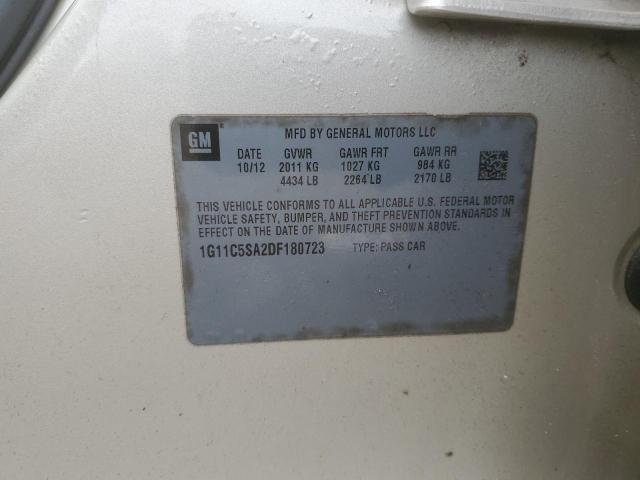 GM
MFD BY GENERAL MOTORS LLC
DATE GVWR GAWR FRT GAWR RR
10/12 2011 KG 1027 KG 984 KG
4434 LB 2264 LB 2170 LB
THIS VEHICLE CONFORMS TO ALL APPLICABLE U.S. FEDERAL MOTOR
VEHICLE SAFETY, BUMPER, AND THEFT PREVENTION STANDARDS IN
EFFECT ON THE DATE OF MANUFACTURE SHOWN ABOVE.
1G11C5SA2DF180723 TYPE: PASS CAR